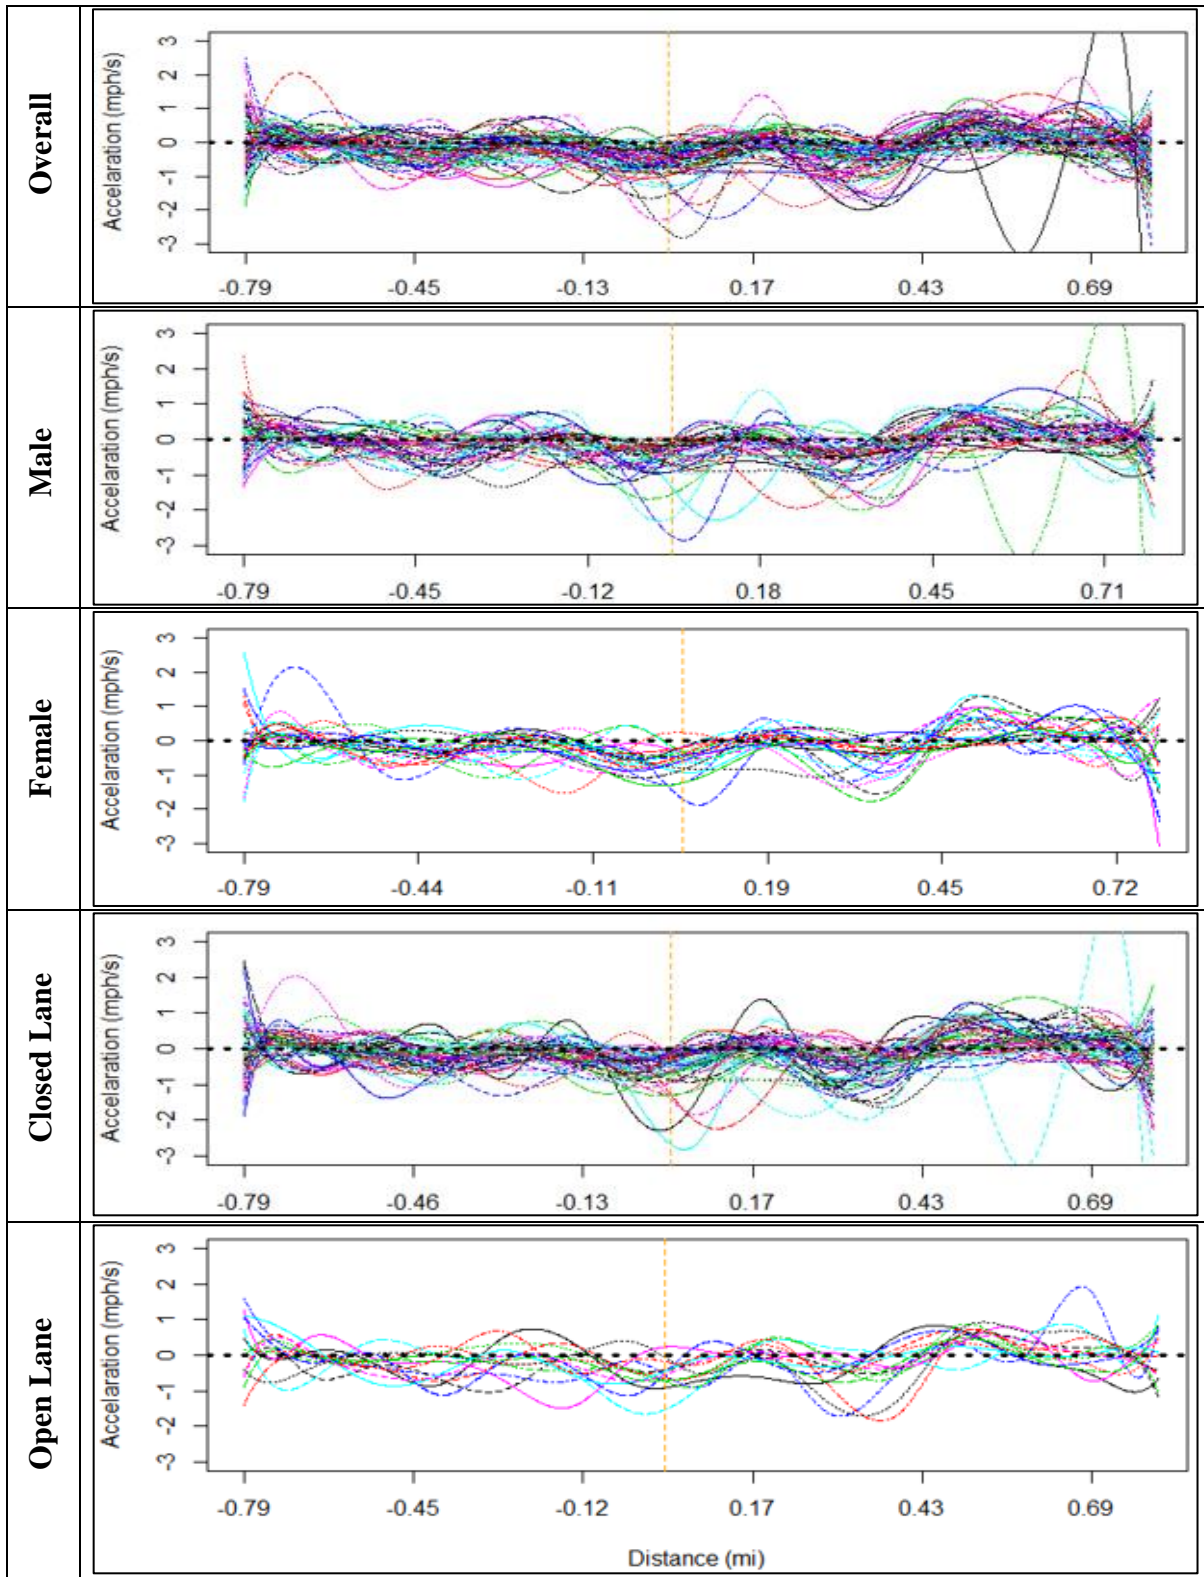 Overall
Accelaration (mph/s)
3
2
1
0
-1
-2
-3
-0.79 -0.45 -0.13 0.17 0.43 0.69
Male
Accelaration (mph/s)
3
2
1
0
-1
-2
-3
-0.79 -0.45 -0.12 0.18 0.45 0.71
Female
Accelaration (mph/s)
3
2
1
0
-1
-2
-3
-0.79 -0.44 -0.11 0.19 0.45 0.72
Closed Lane
Accelaration (mph/s)
3
2
1
0
-1
-2
-3
-0.79 -0.46 -0.13 0.17 0.43 0.69
Open Lane
Accelaration (mph/s)
3
2
1
0
-1
-2
-3
-0.79 -0.45 -0.12 0.17 0.43 0.69
Distance (mi)